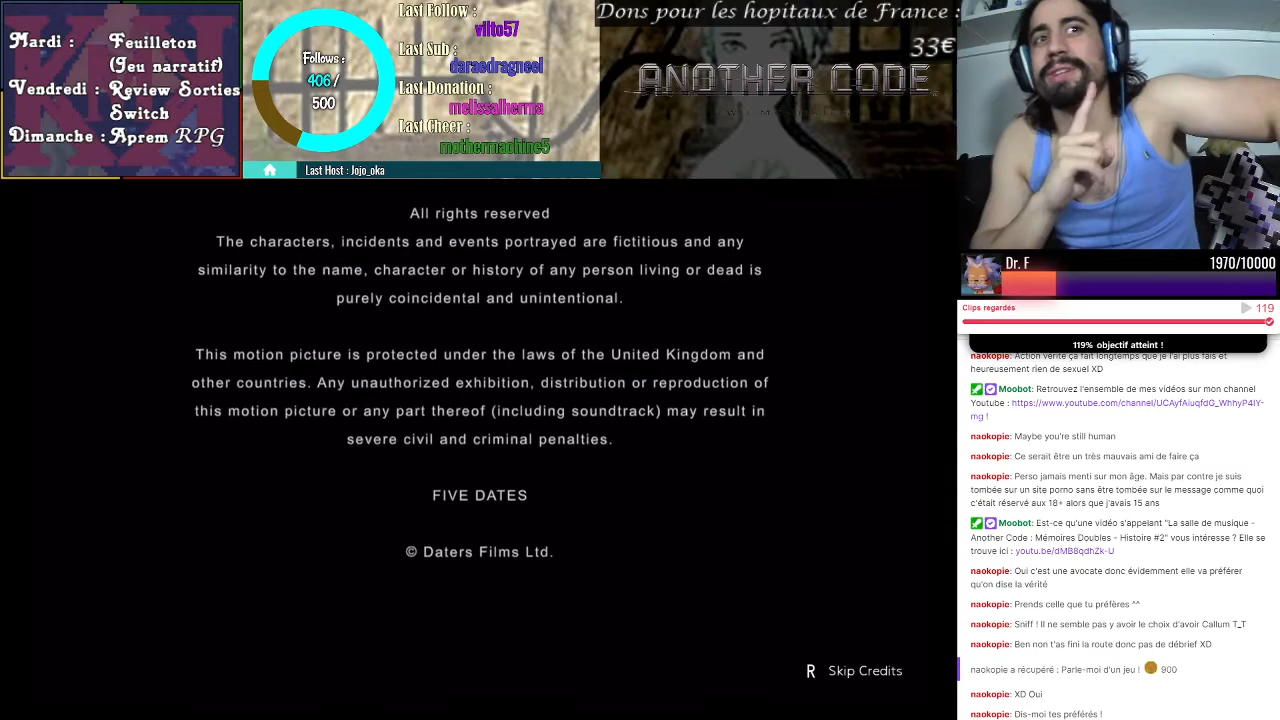 Mardi : Feuilleton
(Jeu narratif)
Vendredi : Review Sorties
Switch
Dimanche : Aprem RPG
Follows :
406 /
500
Last Follow :
vilto57
Last Sub :
daraedragneel
Last Donation :
melissalherma
Last Cheer :
mothermachine5
Last Host : Jojo_oka
Dons pour les hopitaux de France :
33€
ANOTHER CODE
All rights reserved
The characters, incidents and events portrayed are fictitious and any
similarity to the name, character or history of any person living or dead is
purely coincidental and unintentional.
This motion picture is protected under the laws of the United Kingdom and
other countries. Any unauthorized exhibition, distribution or reproduction of
this motion picture or any part thereof (including soundtrack) may result in
severe civil and criminal penalties.
FIVE DATES
© Daters Films Ltd.
R Skip Credits
Dr. F 1970/10000
Clips regardés 119
119% objectif atteint !
naokopie: Action vérité ça fait longtemps que je l'ai plus fais et
heureusement rien de sexuel XD
Moobot: Retrouvez l'ensemble de mes vidéos sur mon channel
Youtube : https://www.youtube.com/channel/UCAyfAiuqfdG_WhhyP4IY-
mg !
naokopie: Maybe you're still human
naokopie: Ce serait être un très mauvais ami de faire ça
naokopie: Perso jamais menti sur mon âge. Mais par contre je suis
tombée sur un site porno sans être tombée sur le message comme quoi
c'était réservé aux 18+ alors que j'avais 15 ans
Moobot: Est-ce qu'une vidéo s'appelant "La salle de musique -
Another Code : Mémoires Doubles - Histoire #2" vous intéresse ? Elle se
trouve ici : youtu.be/dMB8qdhZk-U
naokopie: Oui c'est une avocate donc évidemment elle va préférer
qu'on dise la vérité
naokopie: Prends celle que tu préfères ^^
naokopie: Sniff ! Il ne semble pas y avoir le choix d'avoir Callum T_T
naokopie: Ben non t'as fini la route donc pas de débrief XD
naokopie a récupéré : Parle-moi d'un jeu ! 900
naokopie: XD Oui
naokopie: Dis-moi tes préférés !